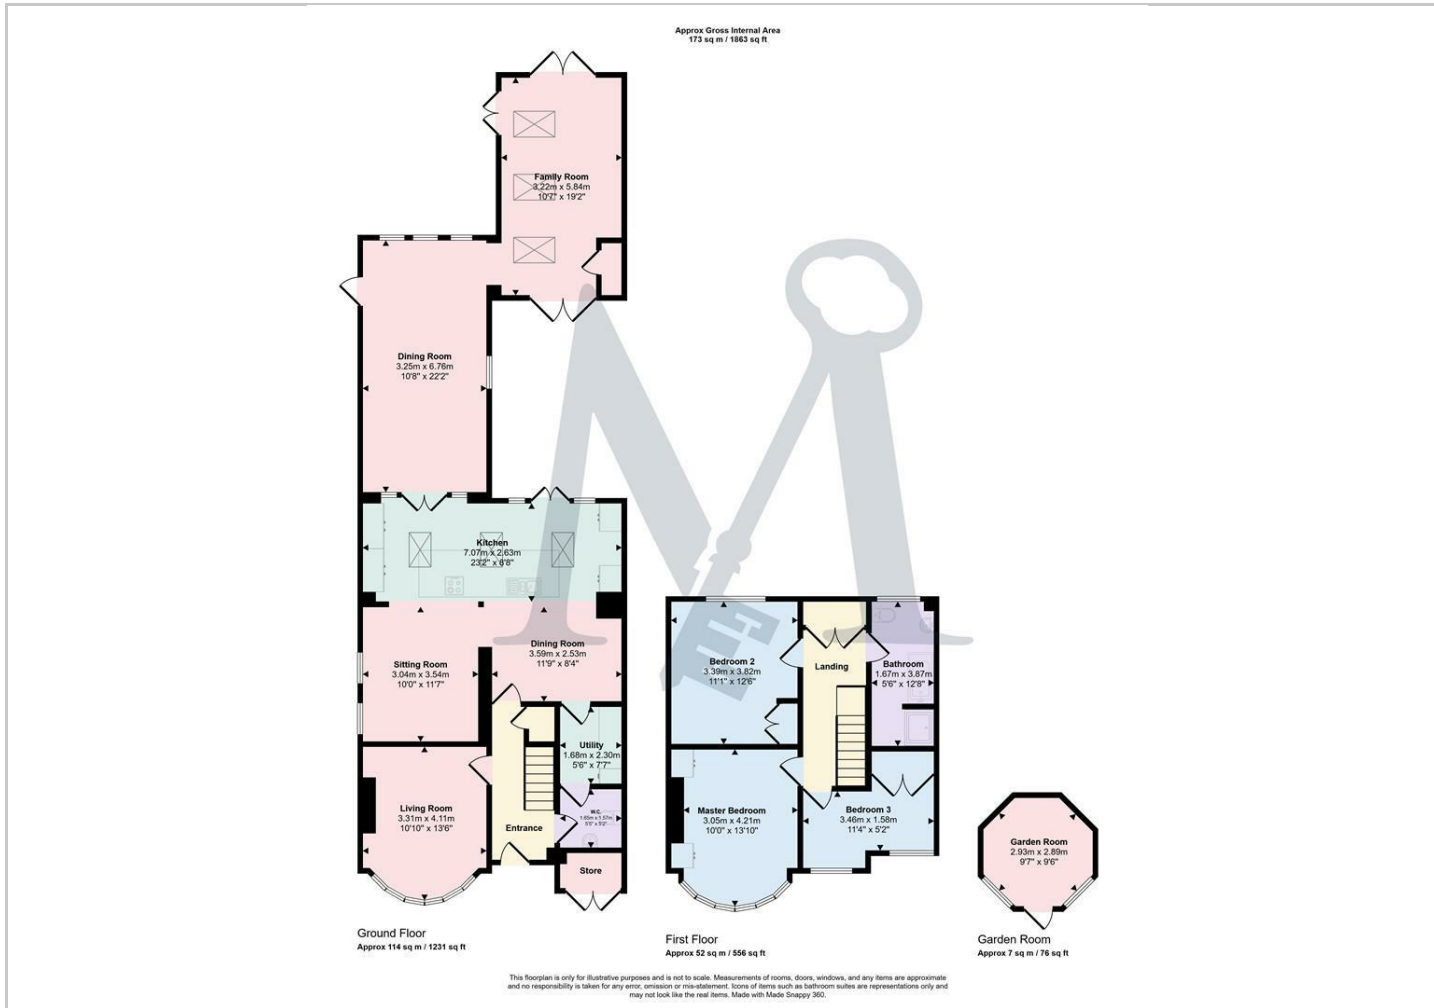 Approx Gross Internal Area
173 sq m / 1863 sq ft
Family Room
3.22m x 5.84m
10'7" x 19'2"
Dining Room
3.25m x 6.76m
10'8" x 22'2"
Kitchen
7.07m x 2.63m
23'2" x 8'8"
Sitting Room
3.04m x 3.54m
10'0" x 11'7"
Dining Room
3.59m x 2.53m
11'9" x 8'4"
Utility
1.68m x 2.30m
5'6" x 7'7"
Living Room
3.31m x 4.11m
10'10" x 13'6"
Entrance
W.C.
1.65m x 1.57m
5'5" x 5'2"
Store
Ground Floor
Approx 114 sq m / 1231 sq ft
Bedroom 2
3.39m x 3.82m
11'1" x 12'6"
Landing
Bathroom
1.67m x 3.87m
5'6" x 12'8"
Master Bedroom
3.05m x 4.21m
10'0" x 13'10"
Bedroom 3
3.46m x 1.58m
11'4" x 5'2"
First Floor
Approx 52 sq m / 556 sq ft
Garden Room
2.93m x 2.89m
9'7" x 9'6"
Garden Room
Approx 7 sq m / 76 sq ft
This floorplan is only for illustrative purposes and is not to scale. Measurements of rooms, doors, windows, and any items are approximate
and no responsibility is taken for any error, omission or mis-statement. Icons of items such as bathroom suites are representations only and
may not look like the real items. Made with Made Snappy 360.